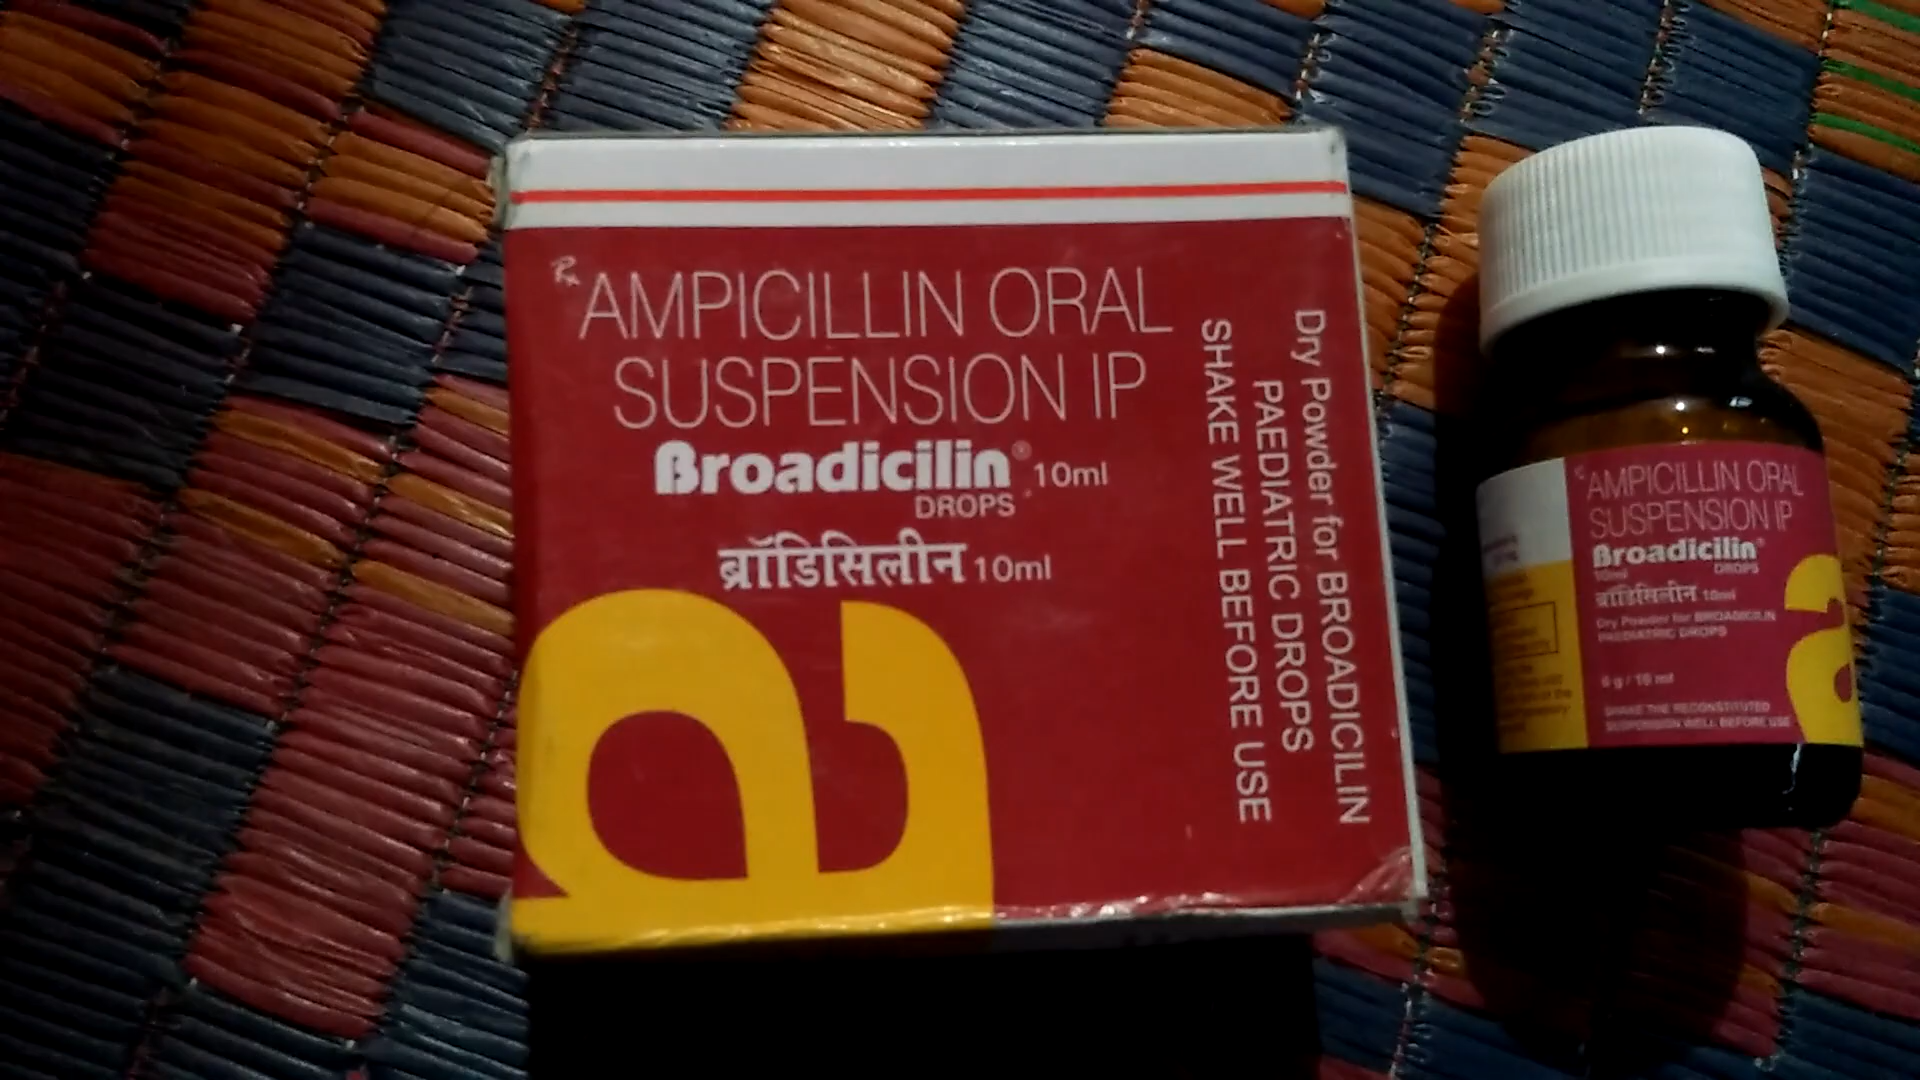 Rx AMPICILLIN ORAL
SUSPENSION IP
Broadicilin® 10ml
DROPS
ब्रॉडिसिलीन 10ml
Dry Powder for BROADICILIN
PAEDIATRIC DROPS
SHAKE WELL BEFORE USE
AMPICILLIN ORAL
SUSPENSION IP
Broadicilin®
10ml DROPS
ब्रॉडिसिलीन 10ml
Dry Powder for BROADICILIN
PAEDIATRIC DROPS
SHAKE THE RECONSTITUTED
SUSPENSION WELL BEFORE USE